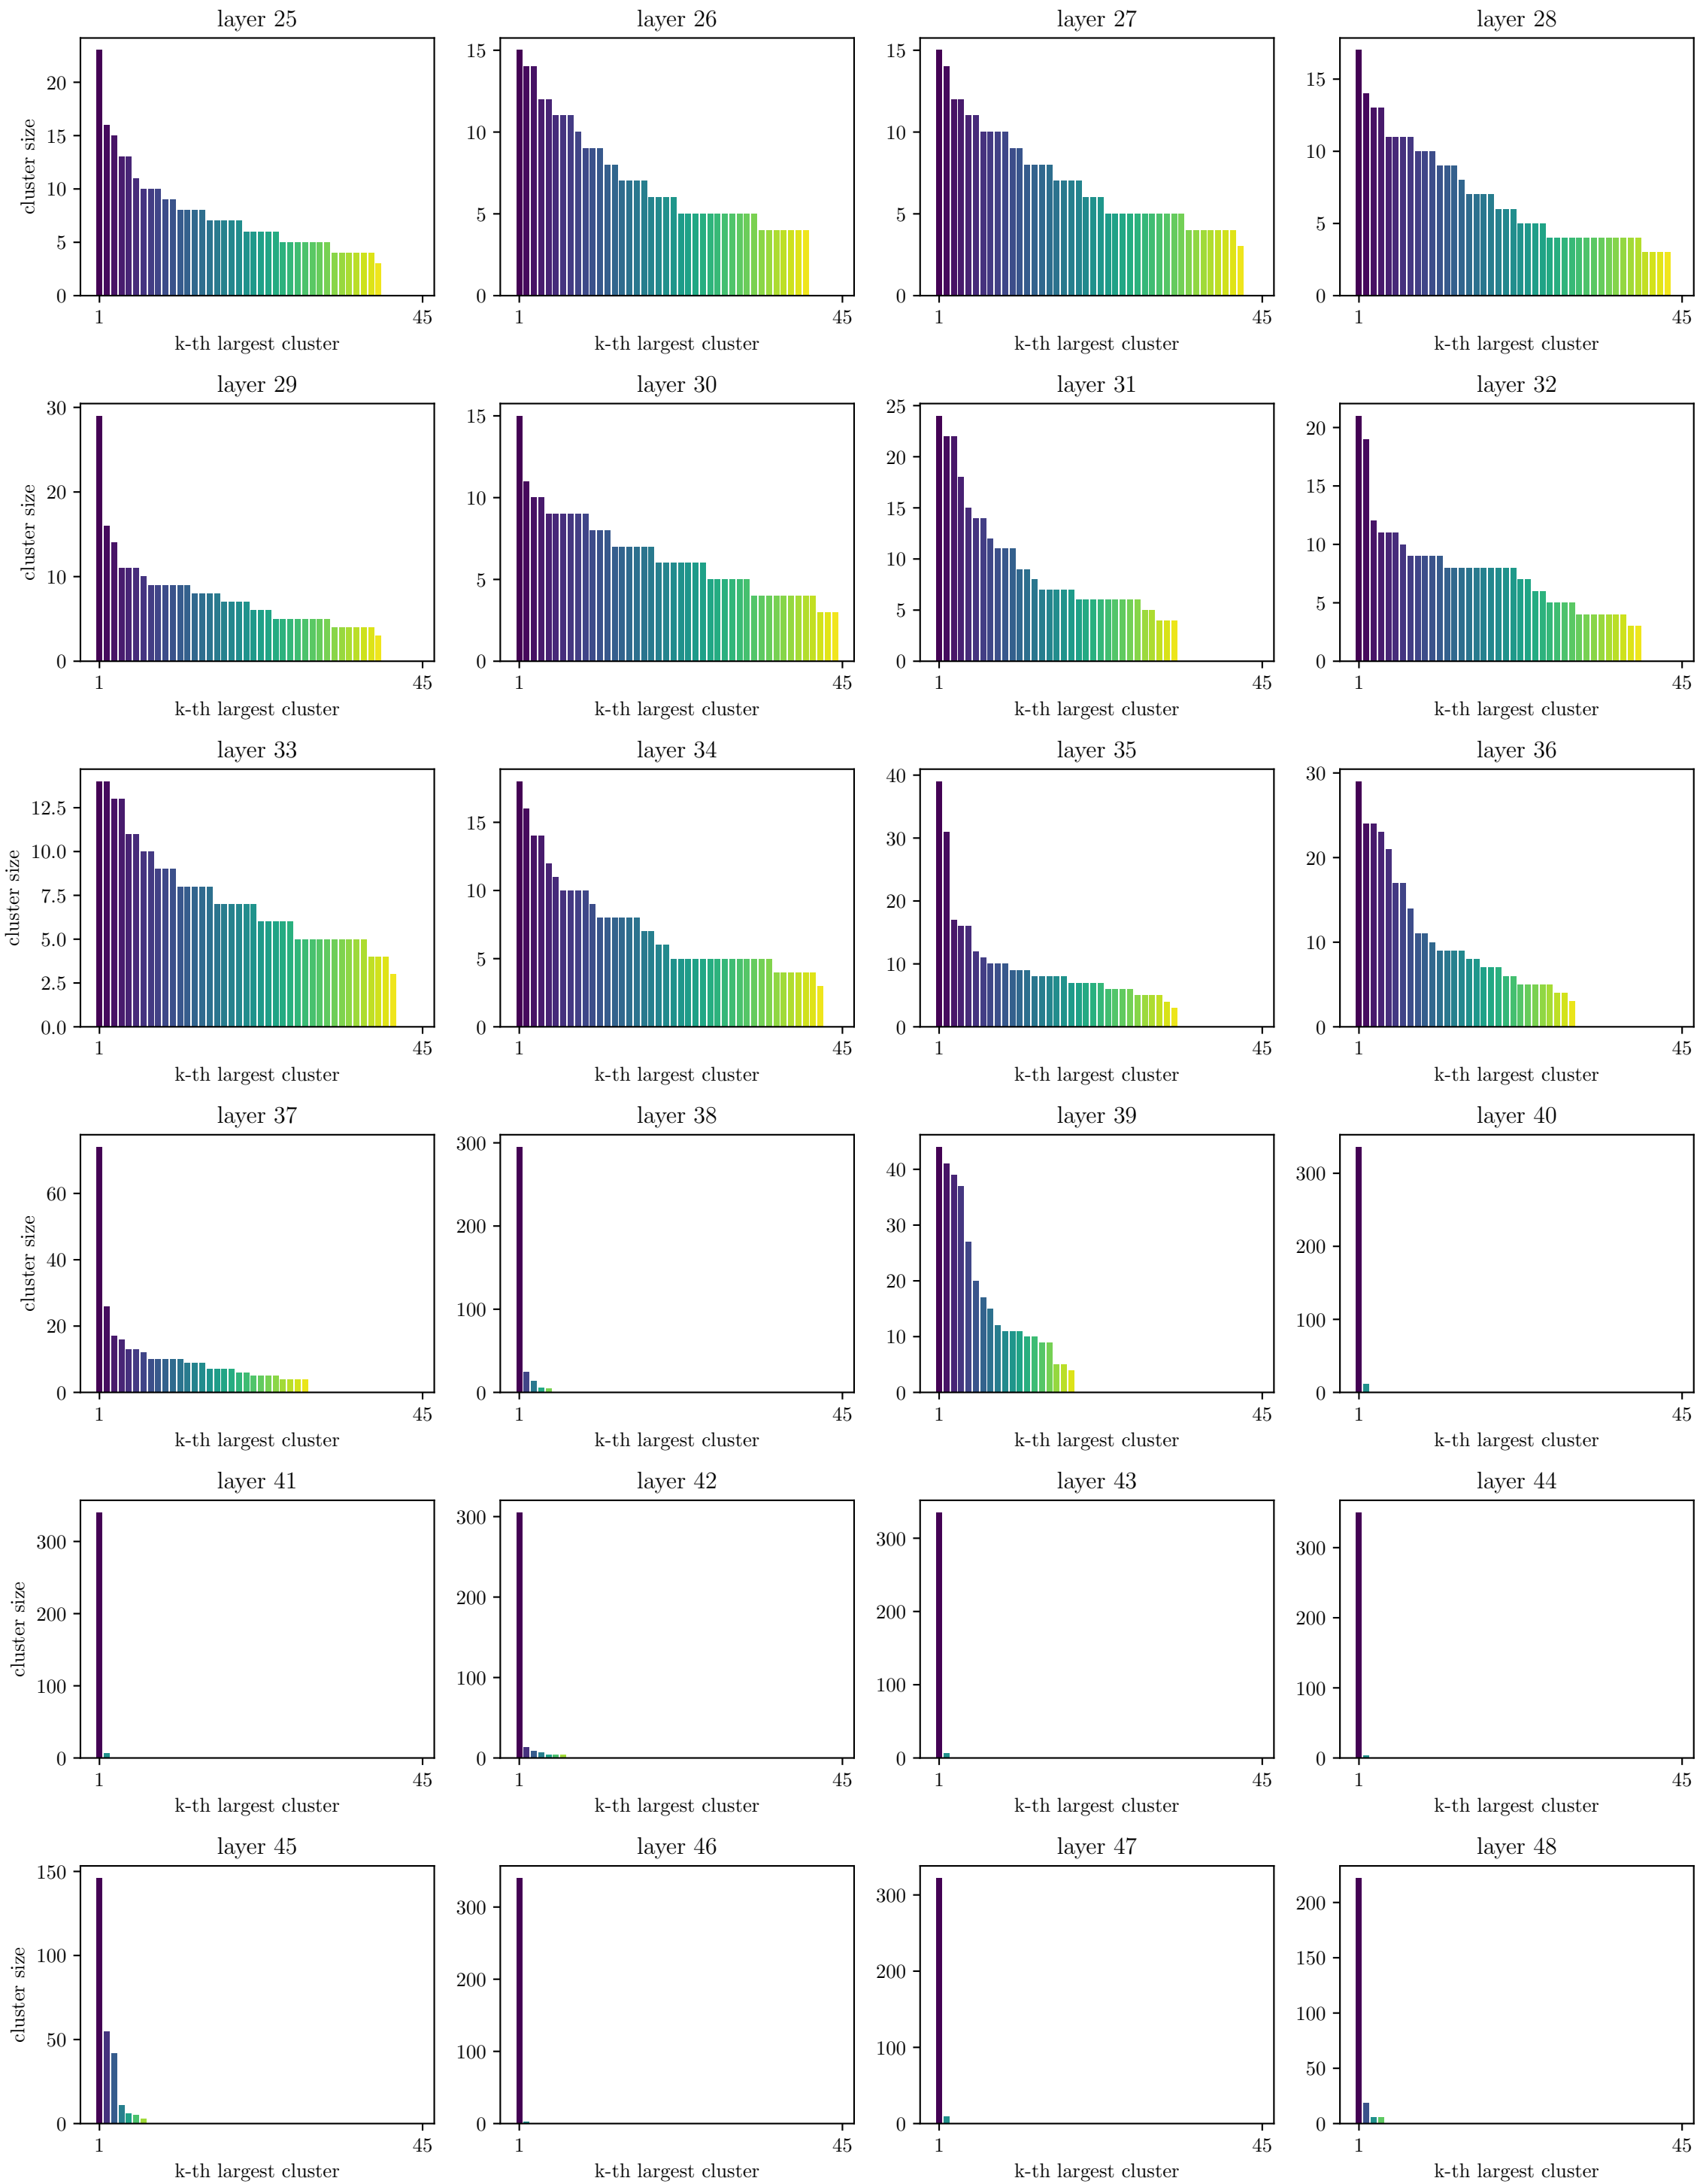 layer 25
layer 26
layer 27
layer 28
cluster size
20
15
10
5
0
15
10
5
0
15
10
5
0
15
10
5
0
1
45
1
45
1
45
1
45
k-th largest cluster
k-th largest cluster
k-th largest cluster
k-th largest cluster
layer 29
layer 30
layer 31
layer 32
cluster size
30
20
10
0
15
10
5
0
25
20
15
10
5
0
20
15
10
5
0
1
45
1
45
1
45
1
45
k-th largest cluster
k-th largest cluster
k-th largest cluster
k-th largest cluster
layer 33
layer 34
layer 35
layer 36
cluster size
12.5
10.0
7.5
5.0
2.5
0.0
15
10
5
0
40
30
20
10
0
30
20
10
0
1
45
1
45
1
45
1
45
k-th largest cluster
k-th largest cluster
k-th largest cluster
k-th largest cluster
layer 37
layer 38
layer 39
layer 40
cluster size
60
40
20
0
300
200
100
0
40
30
20
10
0
300
200
100
0
1
45
1
45
1
45
1
45
k-th largest cluster
k-th largest cluster
k-th largest cluster
k-th largest cluster
layer 41
layer 42
layer 43
layer 44
cluster size
300
200
100
0
300
200
100
0
300
200
100
0
300
200
100
0
1
45
1
45
1
45
1
45
k-th largest cluster
k-th largest cluster
k-th largest cluster
k-th largest cluster
layer 45
layer 46
layer 47
layer 48
cluster size
150
100
50
0
300
200
100
0
300
200
100
0
200
150
100
50
0
1
45
1
45
1
45
1
45
k-th largest cluster
k-th largest cluster
k-th largest cluster
k-th largest cluster